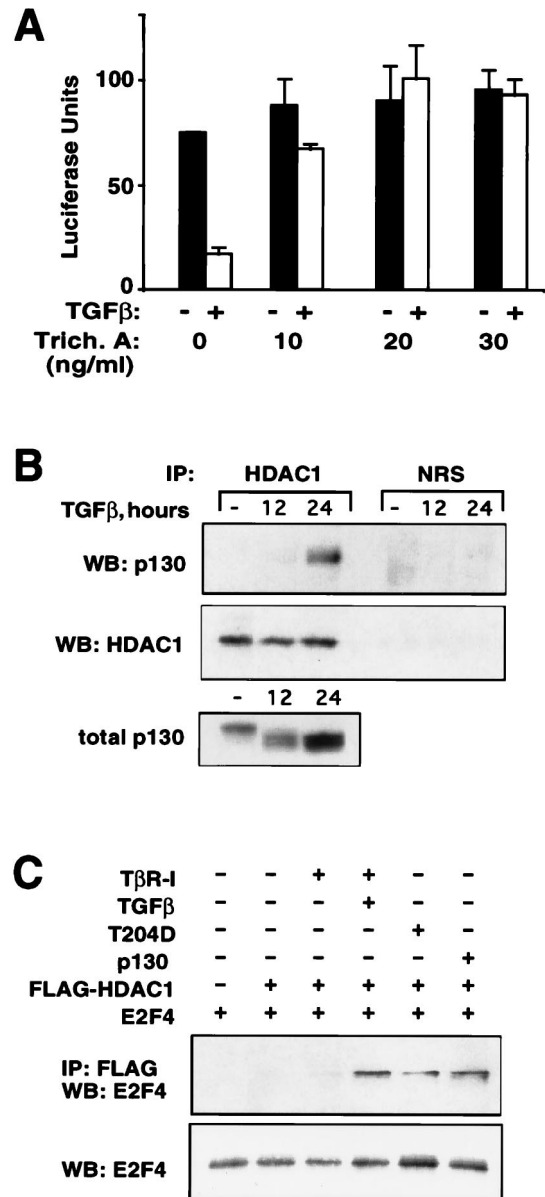 A
Luciferase Units
100
50
0
TGFβ: - + - + - + - +
Trich. A: 0 10 20 30
(ng/ml)
B
IP: HDAC1 NRS
TGFβ, hours - 12 24 - 12 24
WB: p130
WB: HDAC1
- 12 24
total p130
C
TβR-I - - + + - -
TGFβ - - - + - -
T204D - - - - + -
p130 - - - - - +
FLAG-HDAC1 - + + + + +
E2F4 + + + + + +
IP: FLAG
WB: E2F4
WB: E2F4